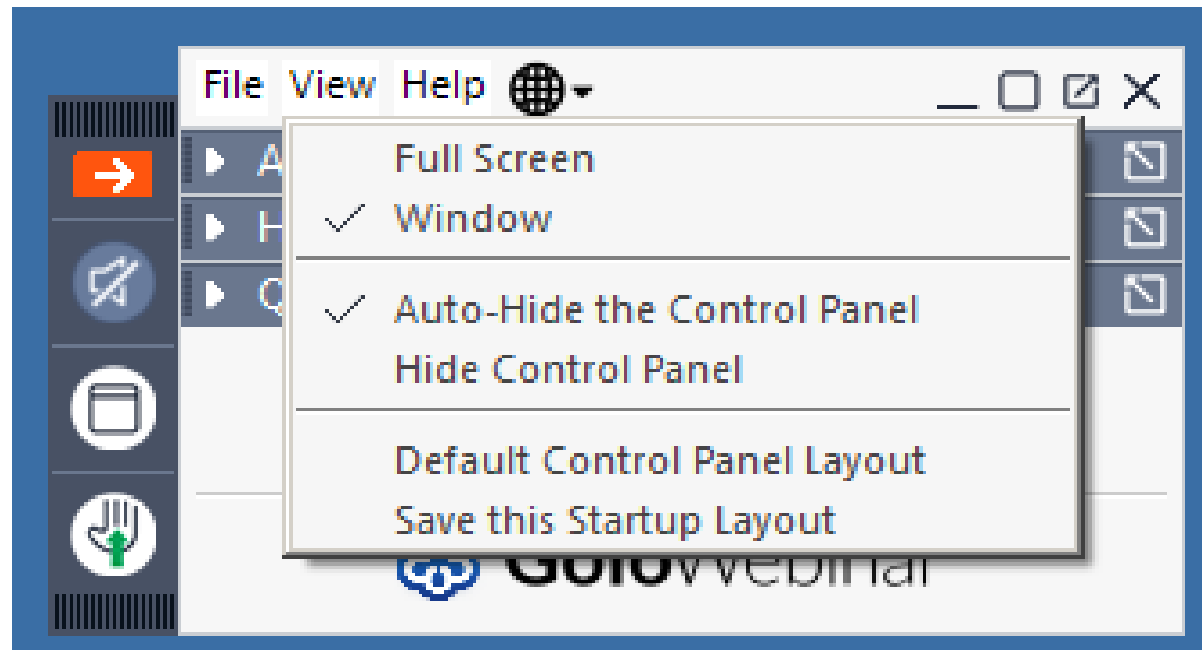 File View Help
A
Full Screen
H
Window
Q
Auto-Hide the Control Panel
Hide Control Panel
Default Control Panel Layout
Save this Startup Layout
GoToWebinar